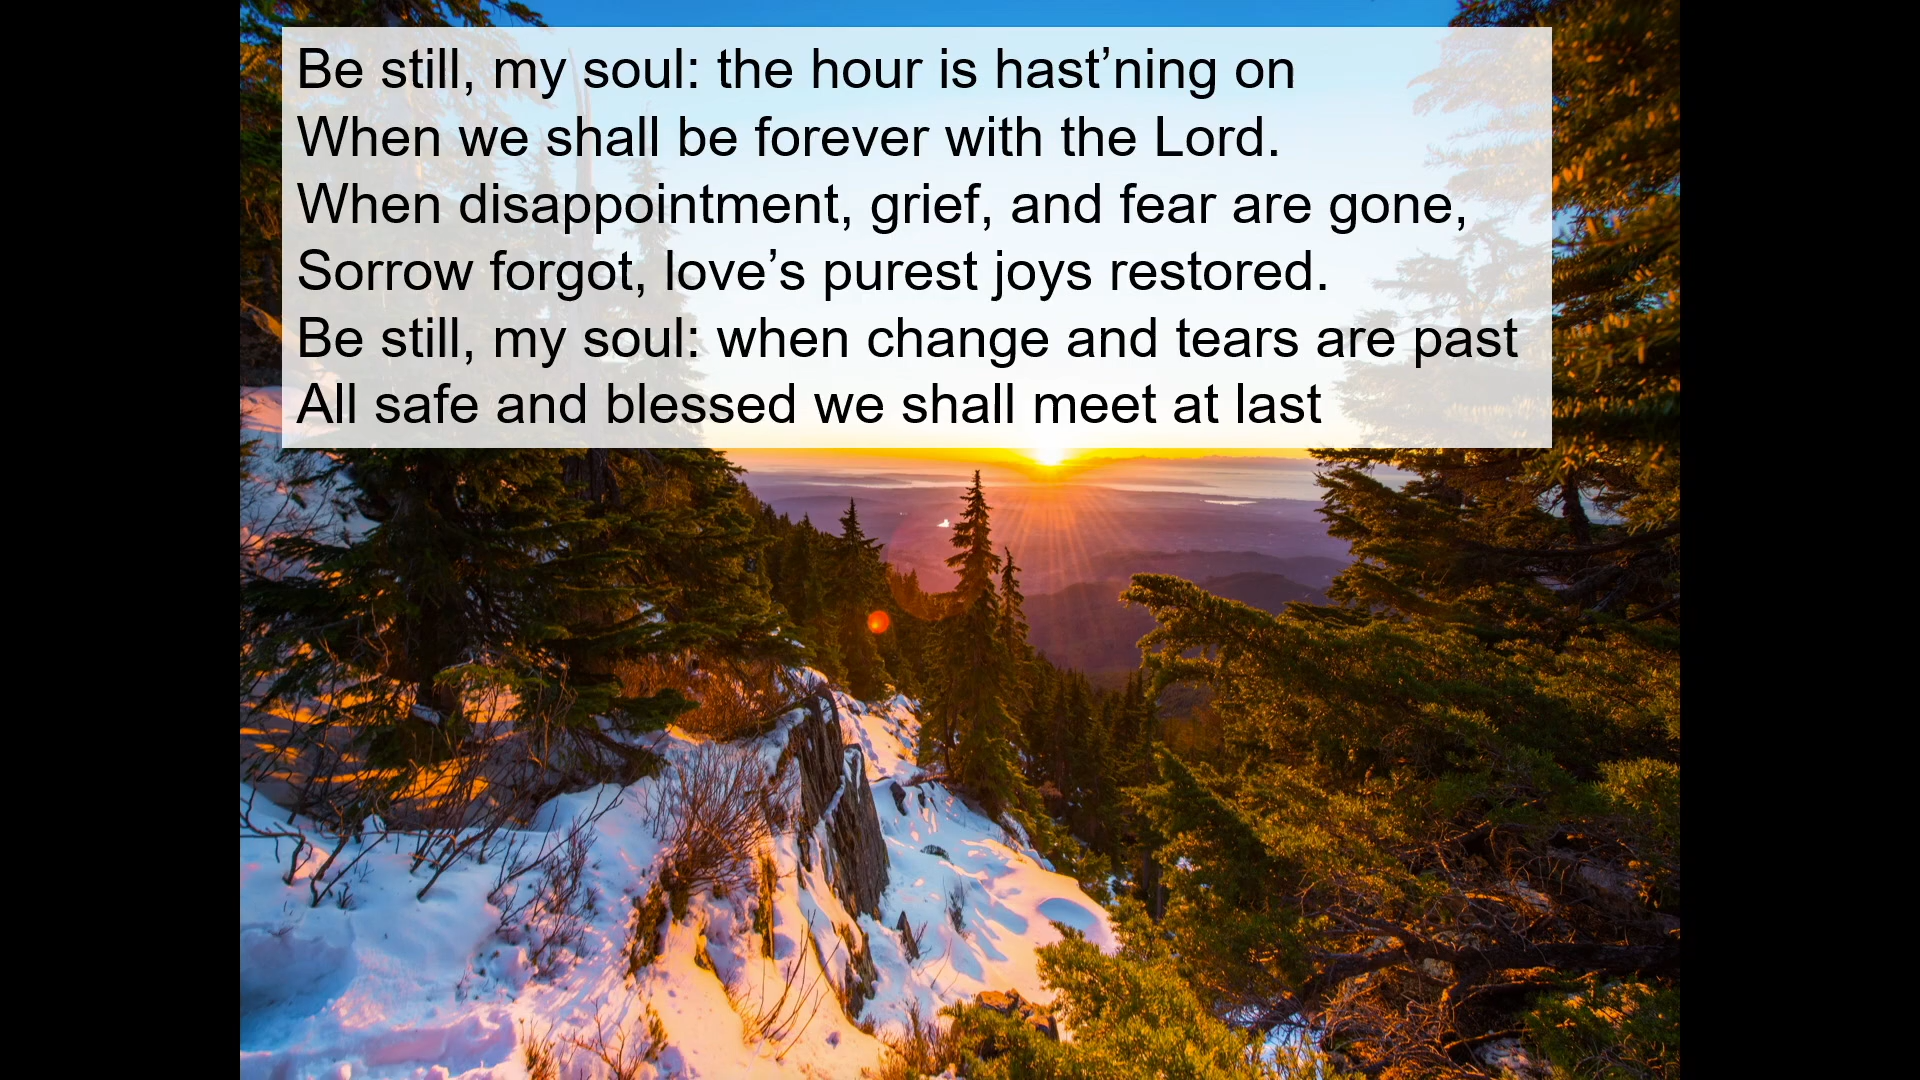 Be still, my soul: the hour is hast’ning on
When we shall be forever with the Lord.
When disappointment, grief, and fear are gone,
Sorrow forgot, love’s purest joys restored.
Be still, my soul: when change and tears are past
All safe and blessed we shall meet at last